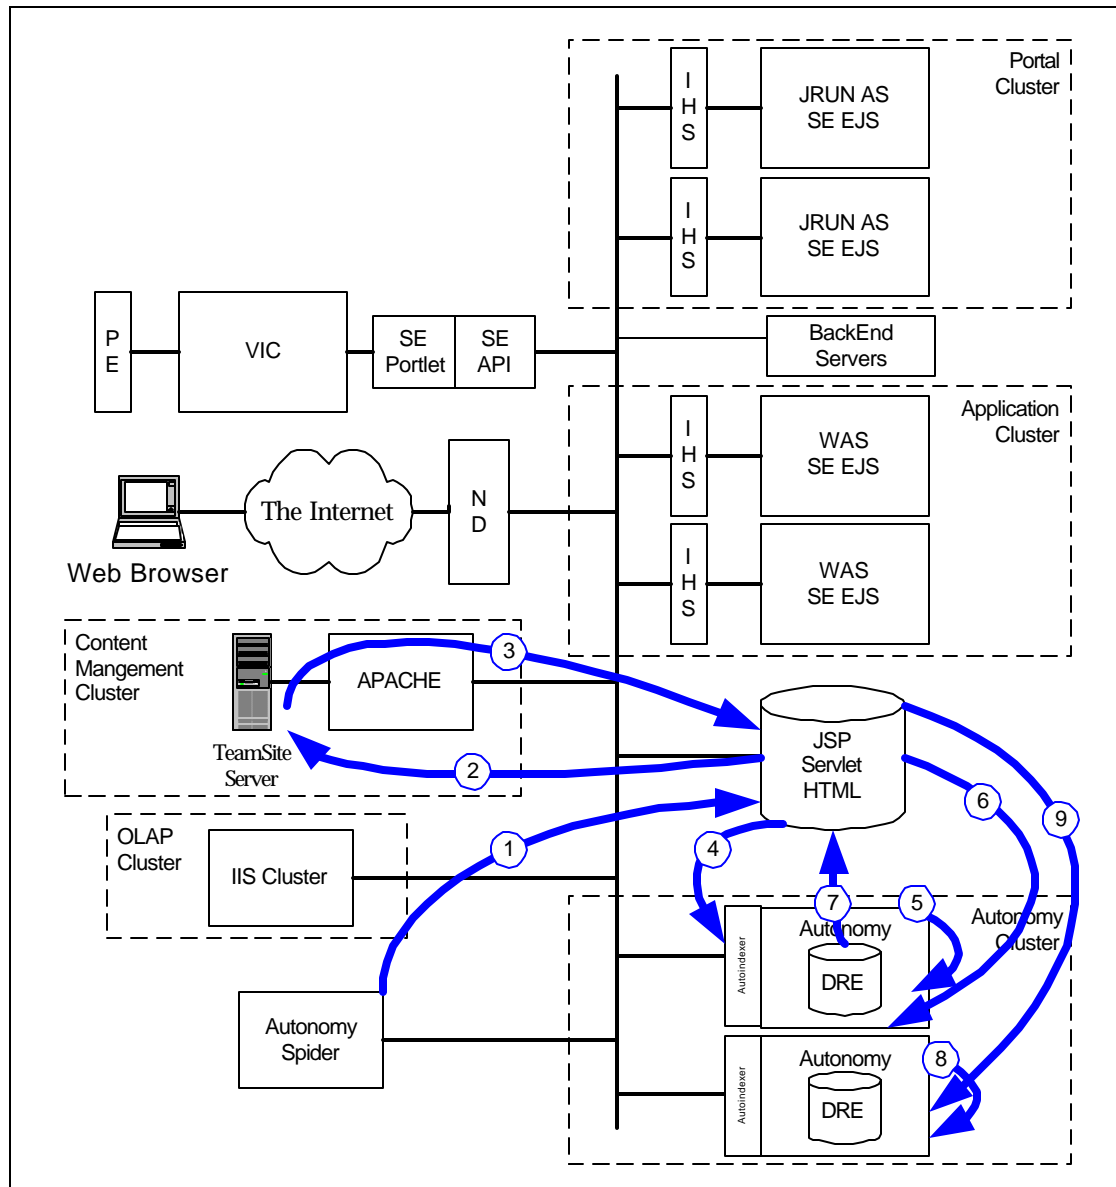 Portal
Cluster
I
H
S
JRUN AS
SE EJS
I
H
S
JRUN AS
SE EJS
P
E
VIC
SE
Portlet
SE
API
BackEnd
Servers
Application
Cluster
I
H
S
WAS
SE EJS
I
H
S
WAS
SE EJS
Web Browser
The Internet
N
D
Content
Mangement
Cluster
TeamSite
Server
APACHE
3
2
JSP
Servlet
HTML
6
9
OLAP
Cluster
IIS Cluster
1
4
7
5
Autonomy
Cluster
Autoindexer
Autonomy
DRE
Autonomy
Spider
Autoindexer
Autonomy
DRE
8